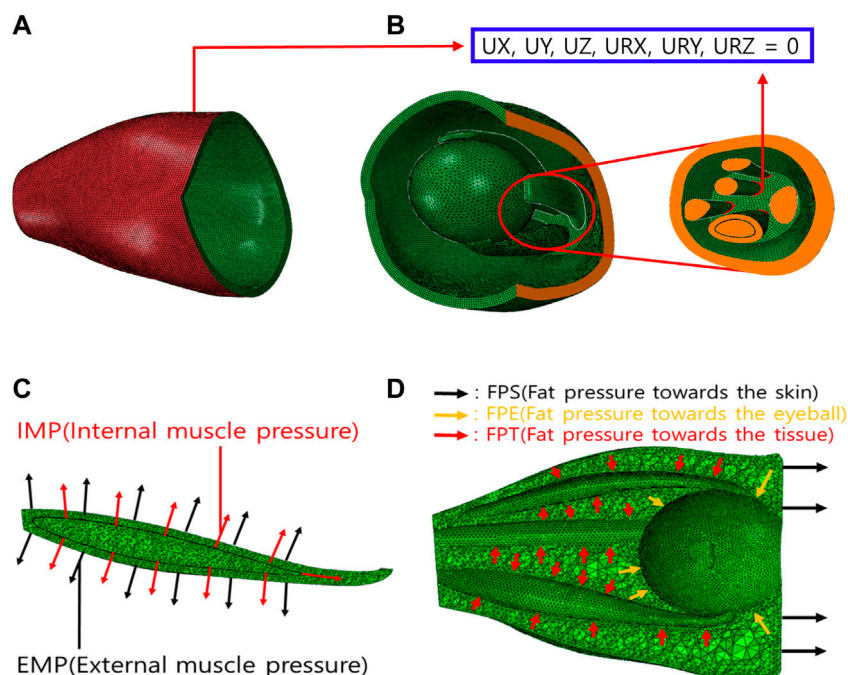 A
B
UX, UY, UZ, URX, URY, URZ = 0
C
IMP(Internal muscle pressure)
EMP(External muscle pressure)
D
: FPS(Fat pressure towards the skin)
: FPE(Fat pressure towards the eyeball)
: FPT(Fat pressure towards the tissue)